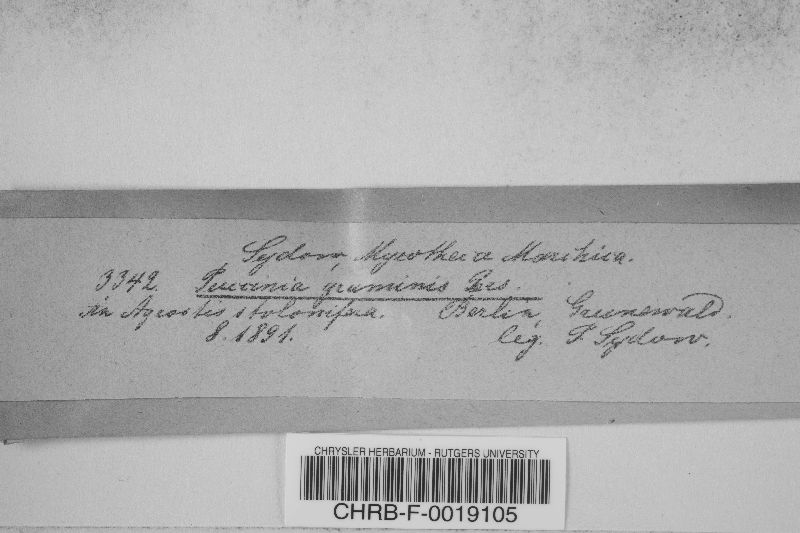 Sydow, Mycotheca Marchica.
3342. Puccinia graminis Pers.
in Agrostis stolonifera. Berlin, Grunewald.
8. 1891. leg. P. Sydow.
CHRYSLER HERBARIUM - RUTGERS UNIVERSITY
CHRB-F-0019105